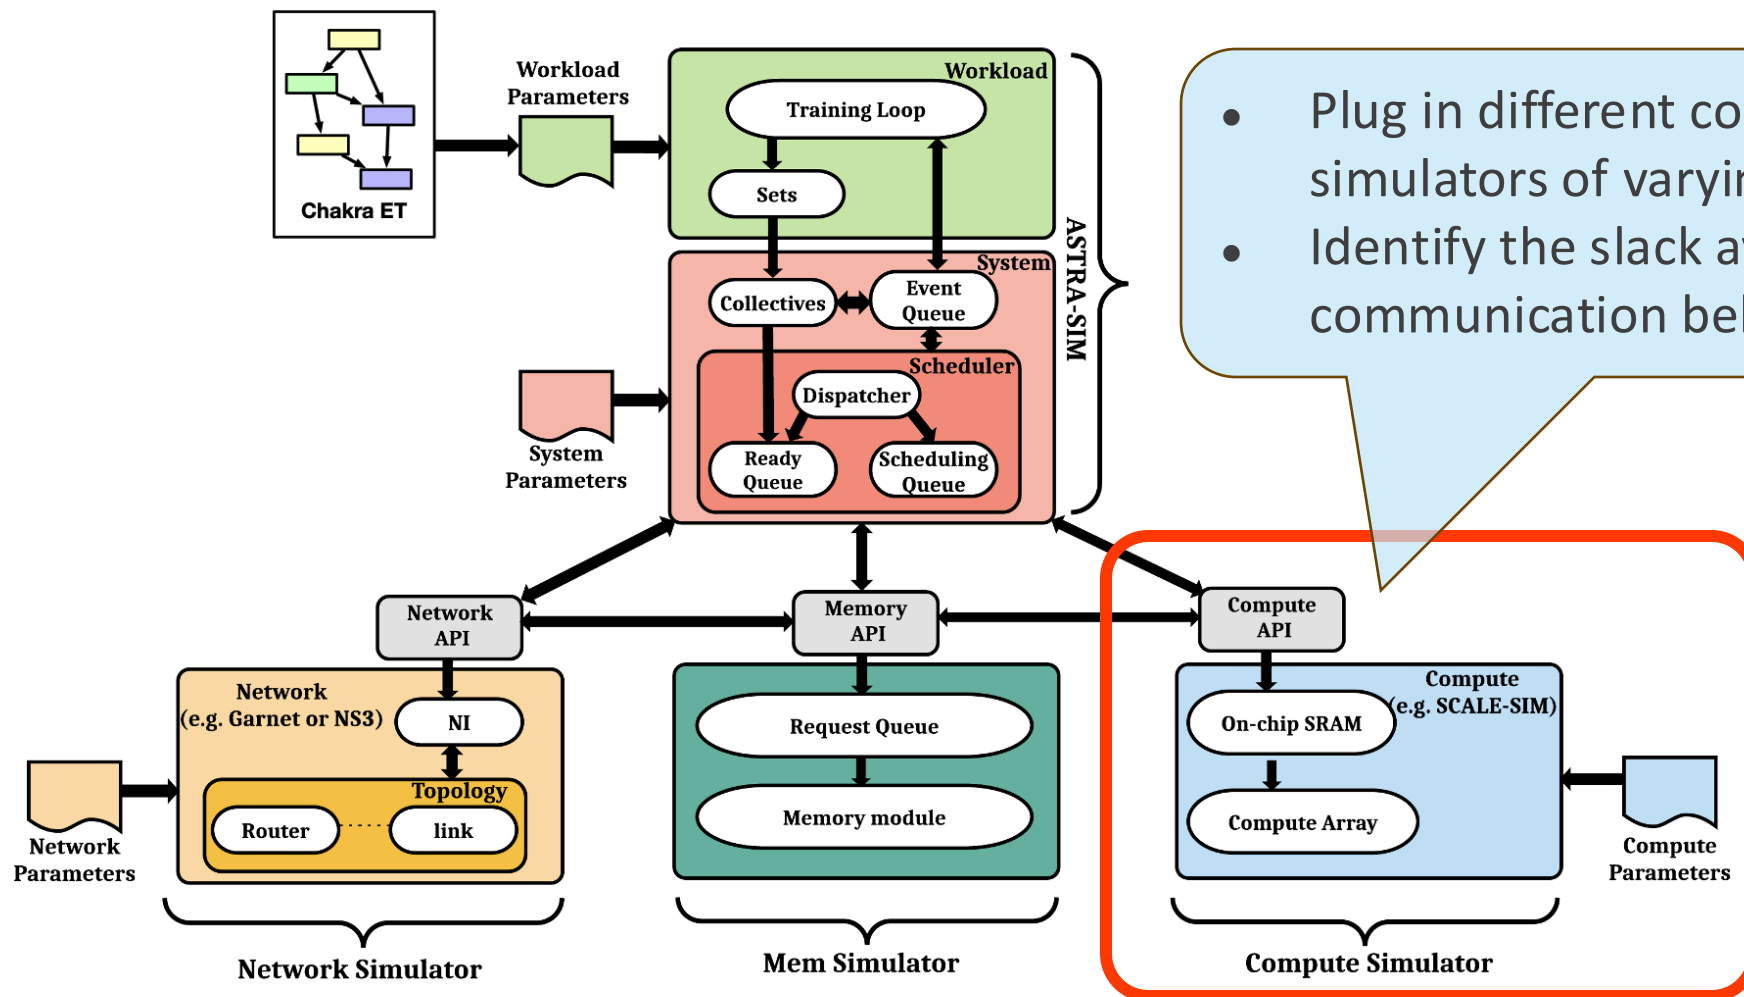 Chakra ET
Workload
Parameters
Workload
Training Loop
Sets
ASTRA-SIM
System
Collectives
Event
Queue
Scheduler
Dispatcher
Ready
Queue
Scheduling
Queue
System
Parameters
• Plug in different
simulators of
• Identify the slack
communication
Network
API
Memory
API
Compute
API
Network
(e.g. Garnet or NS3)
NI
Topology
Router
link
Network
Parameters
Request Queue
Memory module
Compute
(e.g. SCALE-SIM)
On-chip SRAM
Compute Array
Compute
Parameters
Network Simulator
Mem Simulator
Compute Simulator